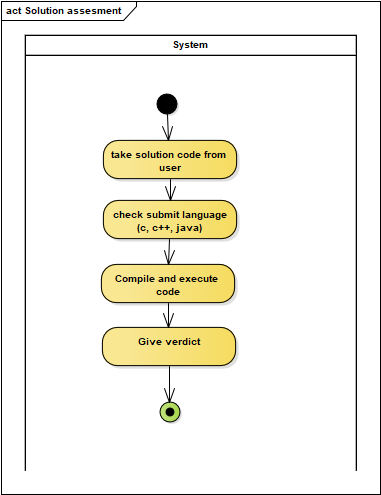 act Solution assesment
System
take solution code from
user
check submit language
(c, c++, java)
Compile and execute
code
Give verdict